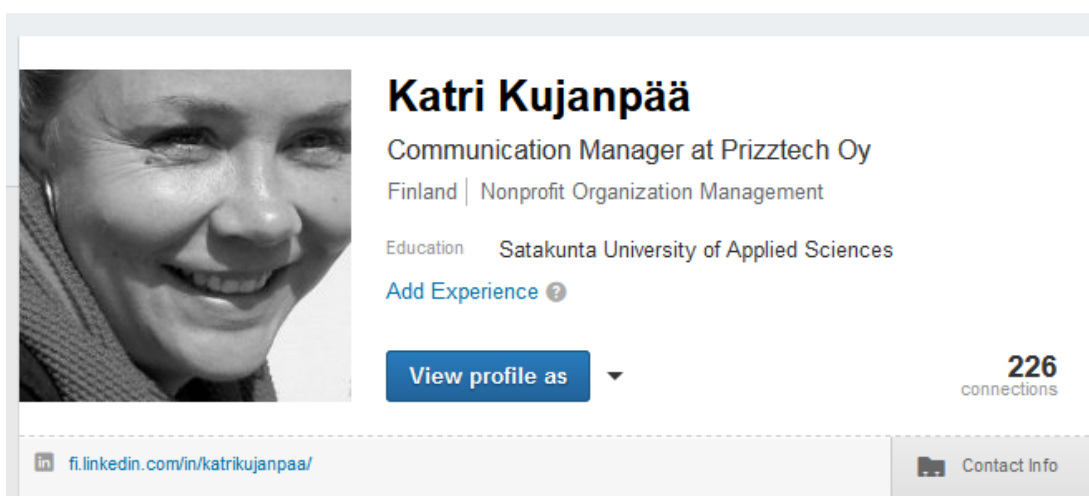 Katri Kujanpää
Communication Manager at Prizztech Oy
Finland | Nonprofit Organization Management
Education Satakunta University of Applied Sciences
Add Experience ?
View profile as
226
connections
in fi.linkedin.com/in/katrikujanpaa/
Contact Info